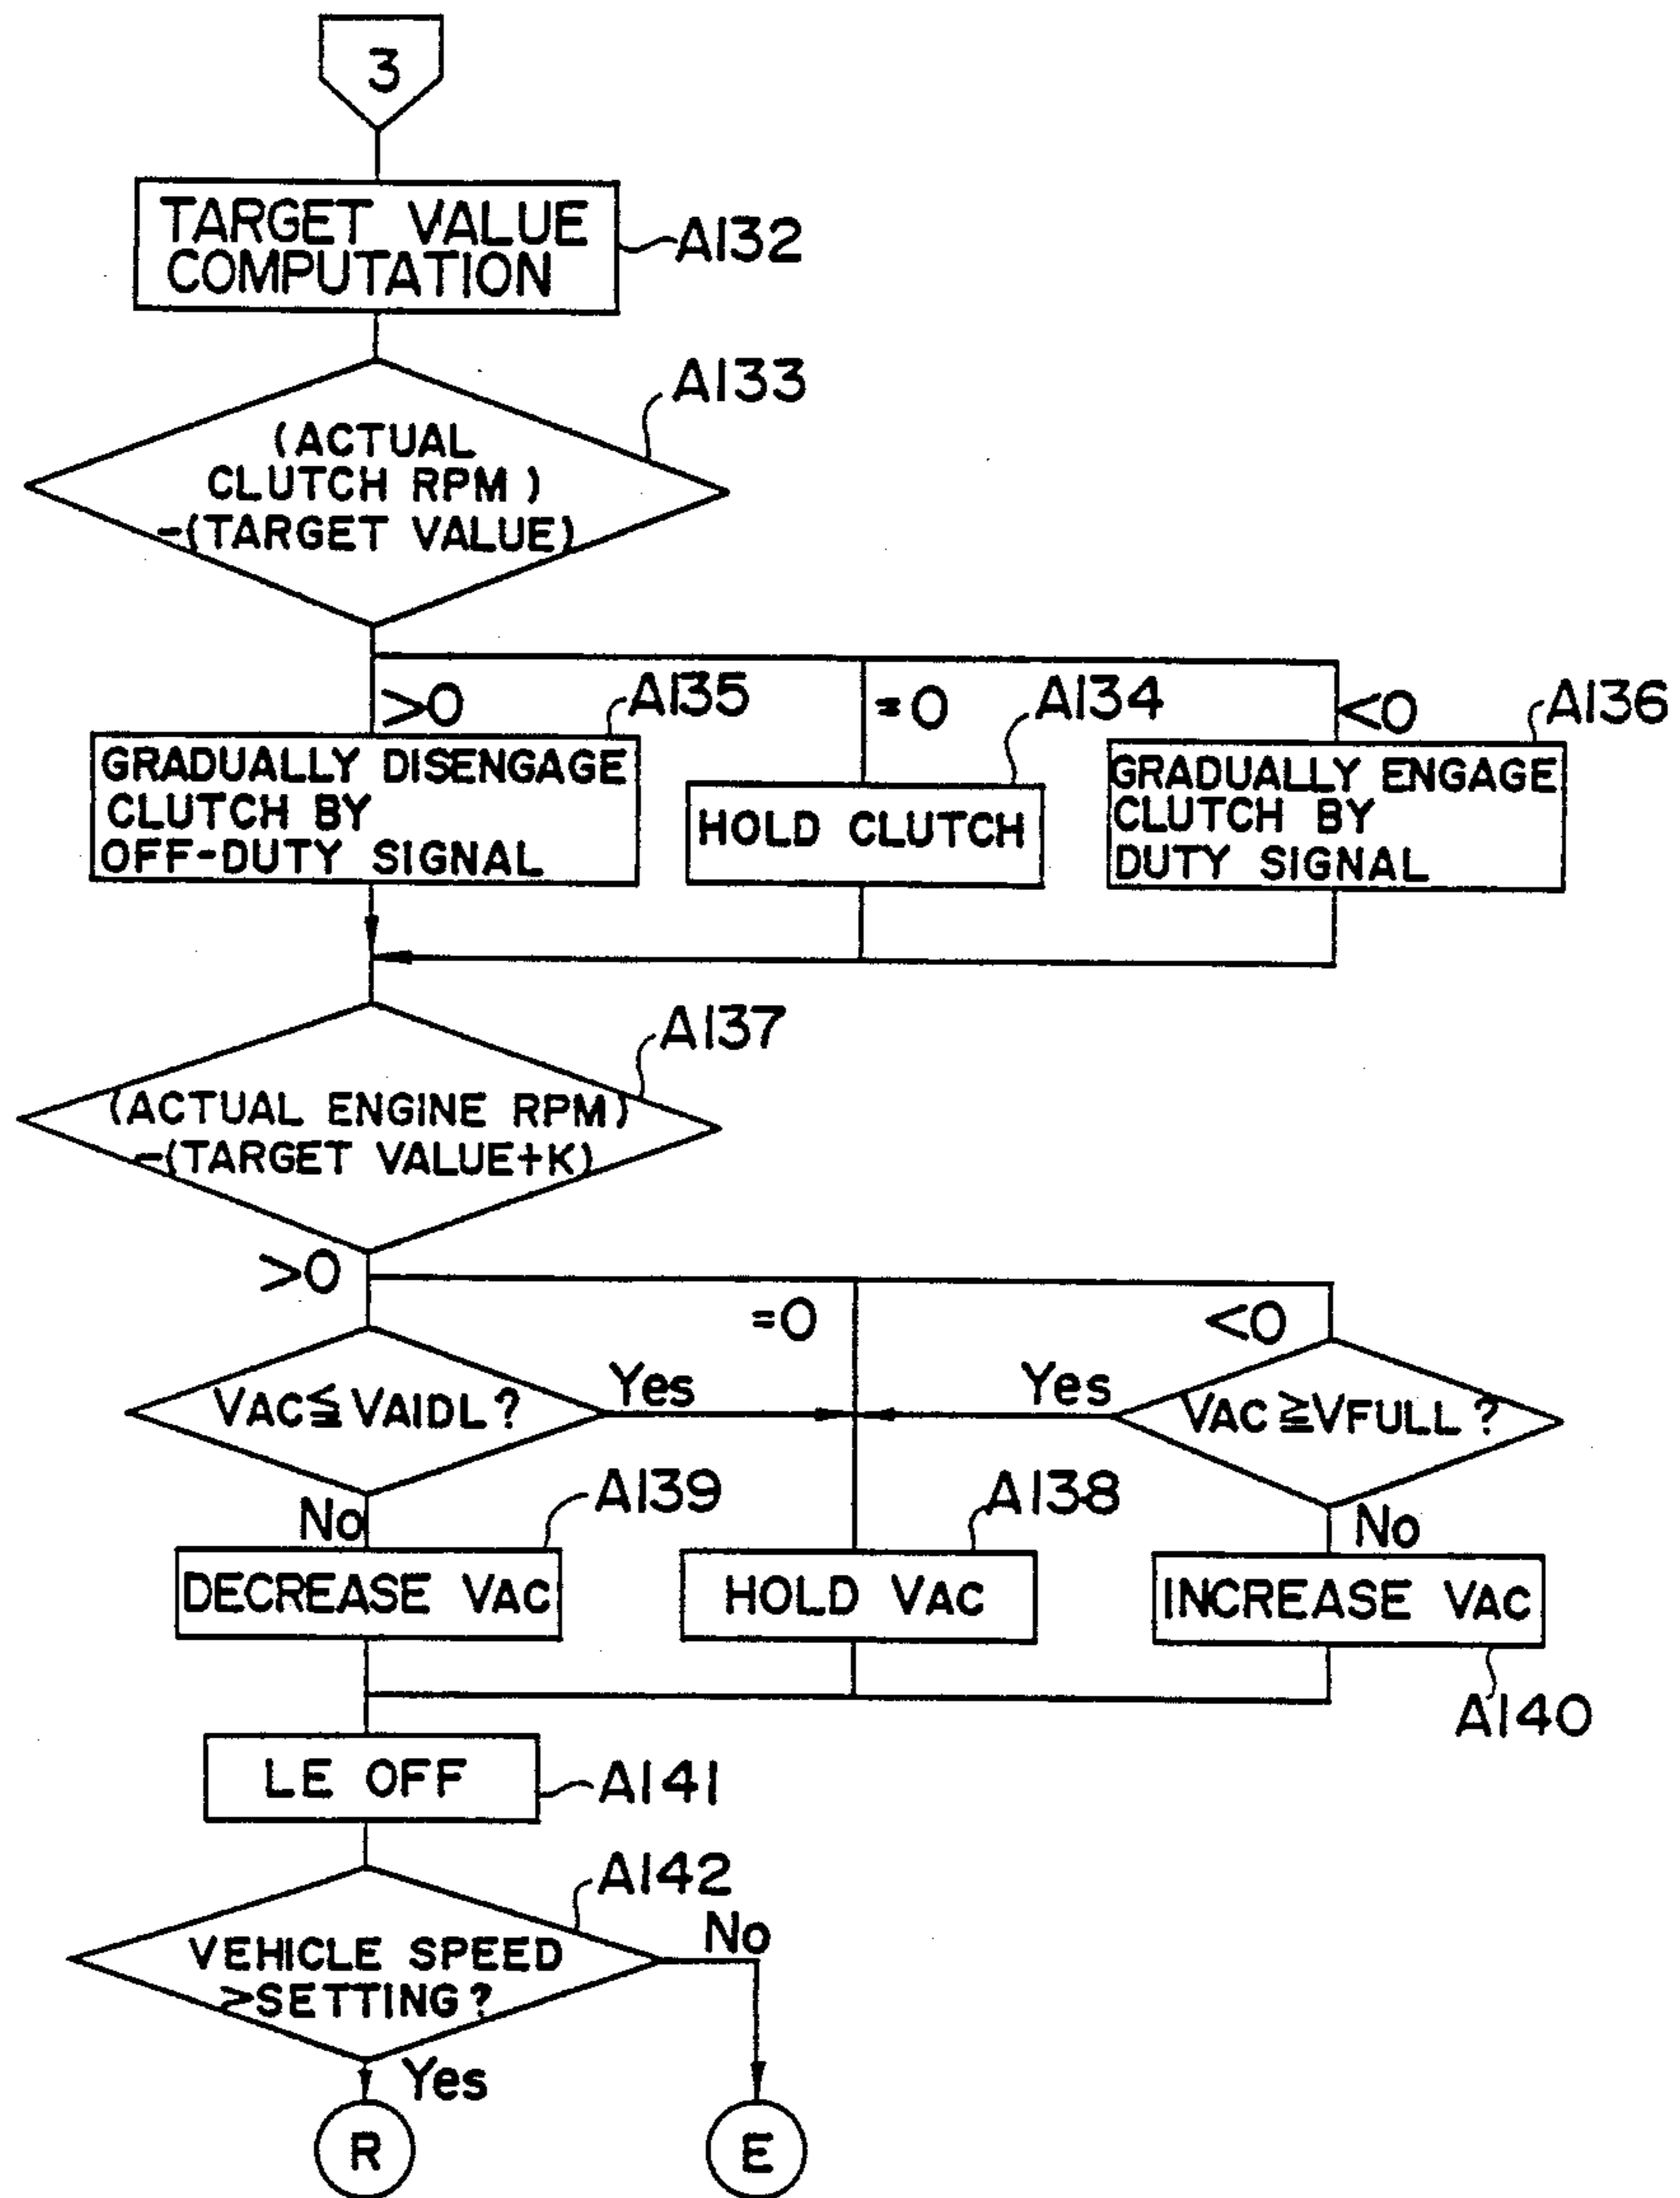 3
TARGET VALUE
COMPUTATION
A132
A133
(ACTUAL
CLUTCH RPM)
-(TARGET VALUE)
>0
A135
=0
A134
<0
A136
GRADUALLY DISENGAGE
CLUTCH BY
OFF-DUTY SIGNAL
HOLD CLUTCH
GRADUALLY ENGAGE
CLUTCH BY
DUTY SIGNAL
A137
(ACTUAL ENGINE RPM)
-(TARGET VALUE+K)
>0
=0
<0
VAC≦VAIDL?
Yes
Yes
VAC≧VFULL?
No
A139
A138
No
DECREASE VAC
HOLD VAC
INCREASE VAC
A140
LE OFF
A141
A142
VEHICLE SPEED
≥SETTING?
No
Yes
R
E